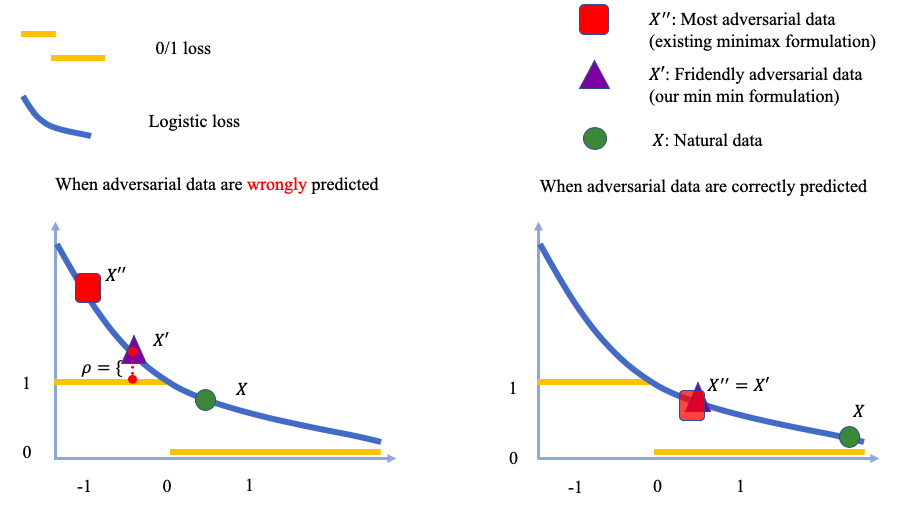 0/1 loss
Logistic loss
X′′: Most adversarial data
(existing minimax formulation)
X′: Fridendly adversarial data
(our min min formulation)
X: Natural data
When adversarial data are wrongly predicted
X′′
X′
ρ = {
X
1
0
-1 0 1
When adversarial data are correctly predicted
X′′ = X′
X
1
0
-1 0 1